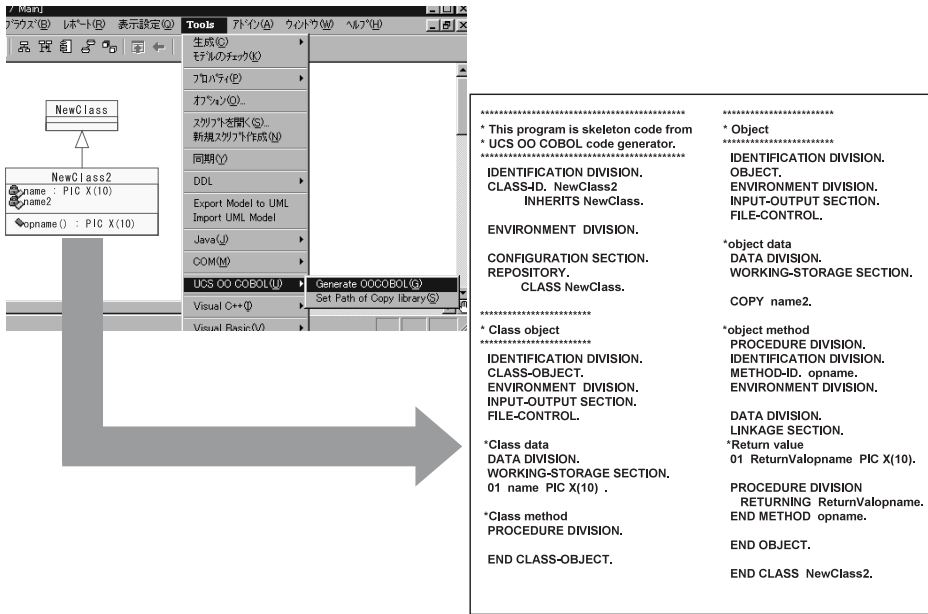 7 Main]
ﾌﾞﾗｳｽﾞ(B) ﾚﾎﾟｰﾄ(R) 表示設定(Q) Tools ｱﾄﾞｲﾝ(A) ｳｨﾝﾄﾞｳ(W) ﾍﾙﾌﾟ(H)
生成(C)
ﾓﾃﾞﾙのﾁｪｯｸ(K)
ﾌﾟﾛﾊﾟﾃｨ(P)
ｵﾌﾟｼｮﾝ(O)...
ｽｸﾘﾌﾟﾄを開く(S)...
新規ｽｸﾘﾌﾟﾄ作成(N)
同期(Y)
DDL
Export Model to UML
Import UML Model
Java(J)
COM(M)
UCS OO COBOL(U)
Generate OOCOBOL(G)
Set Path of Copy library(S)
Visual C++(I)
Visual Basic(V)
NewClass
NewClass2
name : PIC X(10)
name2
opname() : PIC X(10)
*******************************************
* This program is skeleton code from
* UCS OO COBOL code generator.
*******************************************
IDENTIFICATION DIVISION.
CLASS-ID. NewClass2
INHERITS NewClass.
ENVIRONMENT DIVISION.
CONFIGURATION SECTION.
REPOSITORY.
CLASS NewClass.
***********************
* Class object
***********************
IDENTIFICATION DIVISION.
CLASS-OBJECT.
ENVIRONMENT DIVISION.
INPUT-OUTPUT SECTION.
FILE-CONTROL.
*Class data
DATA DIVISION.
WORKING-STORAGE SECTION.
01 name PIC X(10) .
*Class method
PROCEDURE DIVISION.
END CLASS-OBJECT.
***********************
* Object
***********************
IDENTIFICATION DIVISION.
OBJECT.
ENVIRONMENT DIVISION.
INPUT-OUTPUT SECTION.
FILE-CONTROL.
*object data
DATA DIVISION.
WORKING-STORAGE SECTION.
COPY name2.
*object method
PROCEDURE DIVISION.
IDENTIFICATION DIVISION.
METHOD-ID. opname.
ENVIRONMENT DIVISION.
DATA DIVISION.
LINKAGE SECTION.
*Return value
01 ReturnValopname PIC X(10).
PROCEDURE DIVISION
RETURNING ReturnValopname.
END METHOD opname.
END OBJECT.
END CLASS NewClass2.